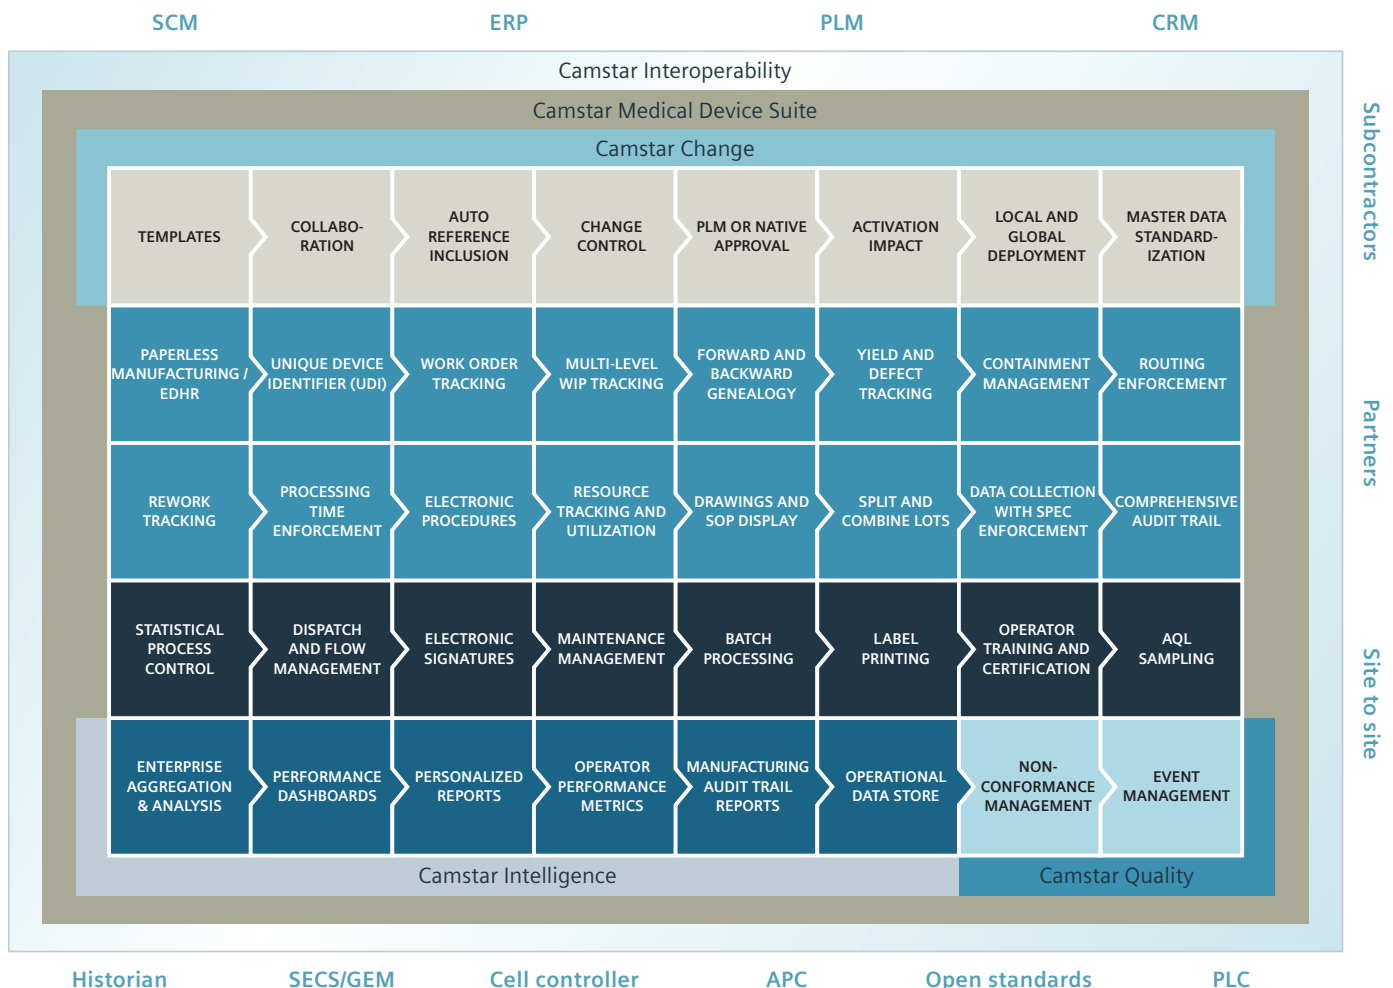 SCM ERP PLM CRM
Camstar Interoperability
Camstar Medical Device Suite
Camstar Change
TEMPLATES
COLLABO-
RATION
AUTO
REFERENCE
INCLUSION
CHANGE
CONTROL
PLM OR NATIVE
APPROVAL
ACTIVATION
IMPACT
LOCAL AND
GLOBAL
DEPLOYMENT
MASTER DATA
STANDARD-
IZATION
PAPERLESS
MANUFACTURING /
EDHR
UNIQUE DEVICE
IDENTIFIER (UDI)
WORK ORDER
TRACKING
MULTI-LEVEL
WIP TRACKING
FORWARD AND
BACKWARD
GENEALOGY
YIELD AND
DEFECT
TRACKING
CONTAINMENT
MANAGEMENT
ROUTING
ENFORCEMENT
REWORK
TRACKING
PROCESSING
TIME
ENFORCEMENT
ELECTRONIC
PROCEDURES
RESOURCE
TRACKING AND
UTILIZATION
DRAWINGS AND
SOP DISPLAY
SPLIT AND
COMBINE LOTS
DATA COLLECTION
WITH SPEC
ENFORCEMENT
COMPREHENSIVE
AUDIT TRAIL
STATISTICAL
PROCESS
CONTROL
DISPATCH
AND FLOW
MANAGEMENT
ELECTRONIC
SIGNATURES
MAINTENANCE
MANAGEMENT
BATCH
PROCESSING
LABEL
PRINTING
OPERATOR
TRAINING AND
CERTIFICATION
AQL
SAMPLING
ENTERPRISE
AGGREGATION
& ANALYSIS
PERFORMANCE
DASHBOARDS
PERSONALIZED
REPORTS
OPERATOR
PERFORMANCE
METRICS
MANUFACTURING
AUDIT TRAIL
REPORTS
OPERATIONAL
DATA STORE
NON-
CONFORMANCE
MANAGEMENT
EVENT
MANAGEMENT
Camstar Intelligence
Camstar Quality
Subcontractors
Partners
Site to site
Historian SECS/GEM Cell controller APC Open standards PLC